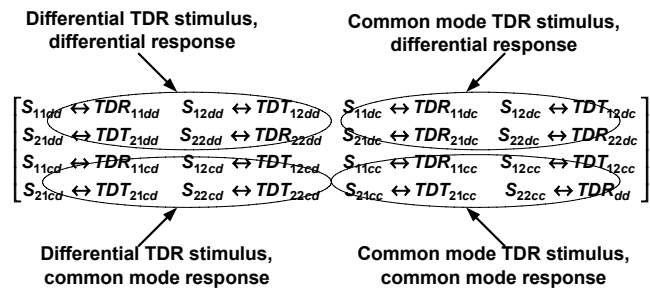 Differential TDR stimulus,
differential response
Common mode TDR stimulus,
differential response
S11dd ↔ TDR11dd S12dd ↔ TDT12dd S11dc ↔ TDR11dc S12dc ↔ TDT12dc
S21dd ↔ TDT21dd S22dd ↔ TDR22dd S21dc ↔ TDR21dc S22dc ↔ TDR22dc
S11cd ↔ TDR11cd S12cd ↔ TDT12cd S11cc ↔ TDR11cc S12cc ↔ TDT12cc
S21cd ↔ TDT21cd S22cd ↔ TDT22cd S21cc ↔ TDT21cc S22cc ↔ TDRdd
Differential TDR stimulus,
common mode response
Common mode TDR stimulus,
common mode response